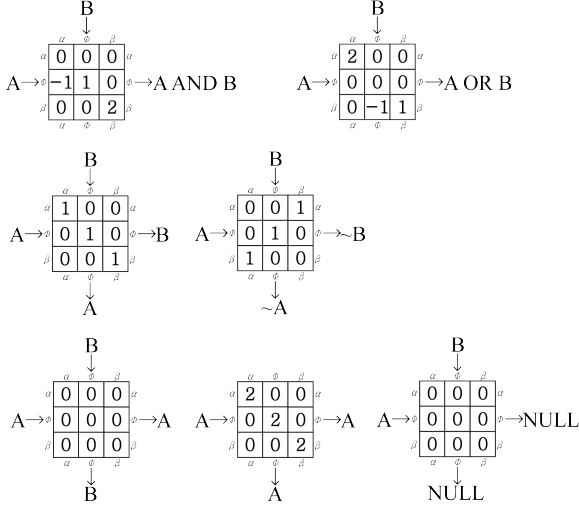 B B
α Φ β α Φ β
α 0 0 0 α α 2 0 0 α
A Φ −1 1 0 Φ A AND B A Φ 0 0 0 Φ A OR B
β 0 0 2 β β 0 −1 1 β
α Φ β α Φ β
B B
α Φ β α Φ β
α 1 0 0 α α 0 0 1 α
A Φ 0 1 0 Φ B A Φ 0 1 0 Φ ~B
β 0 0 1 β β 1 0 0 β
α Φ β α Φ β
A ~A
B B
α Φ β α Φ β α Φ β
α 0 0 0 α α 2 0 0 α α 0 0 0 α
A Φ 0 0 0 Φ A A Φ 0 2 0 Φ A A Φ 0 0 0 Φ NULL
β 0 0 0 β β 0 0 2 β β 0 0 0 β
α Φ β α Φ β α Φ β
B A NULL